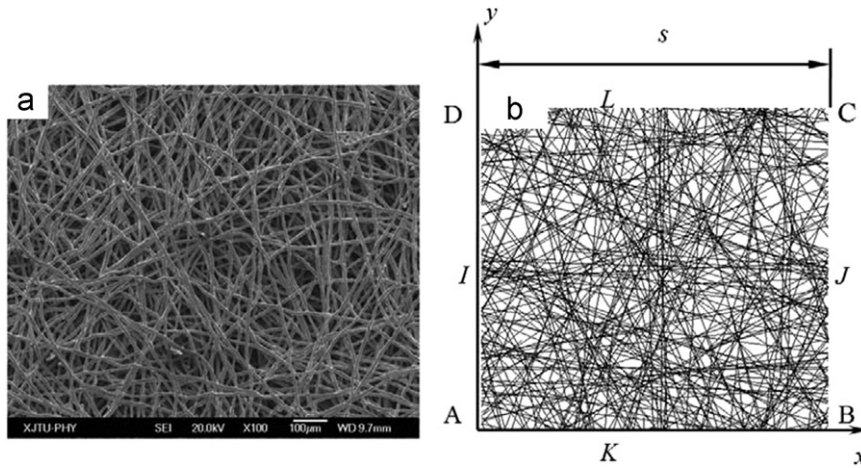 a
XJTU-PHY SEI 20.0kV X100 100μm WD 9.7mm
y
s
D b L C
I J
A B
K x